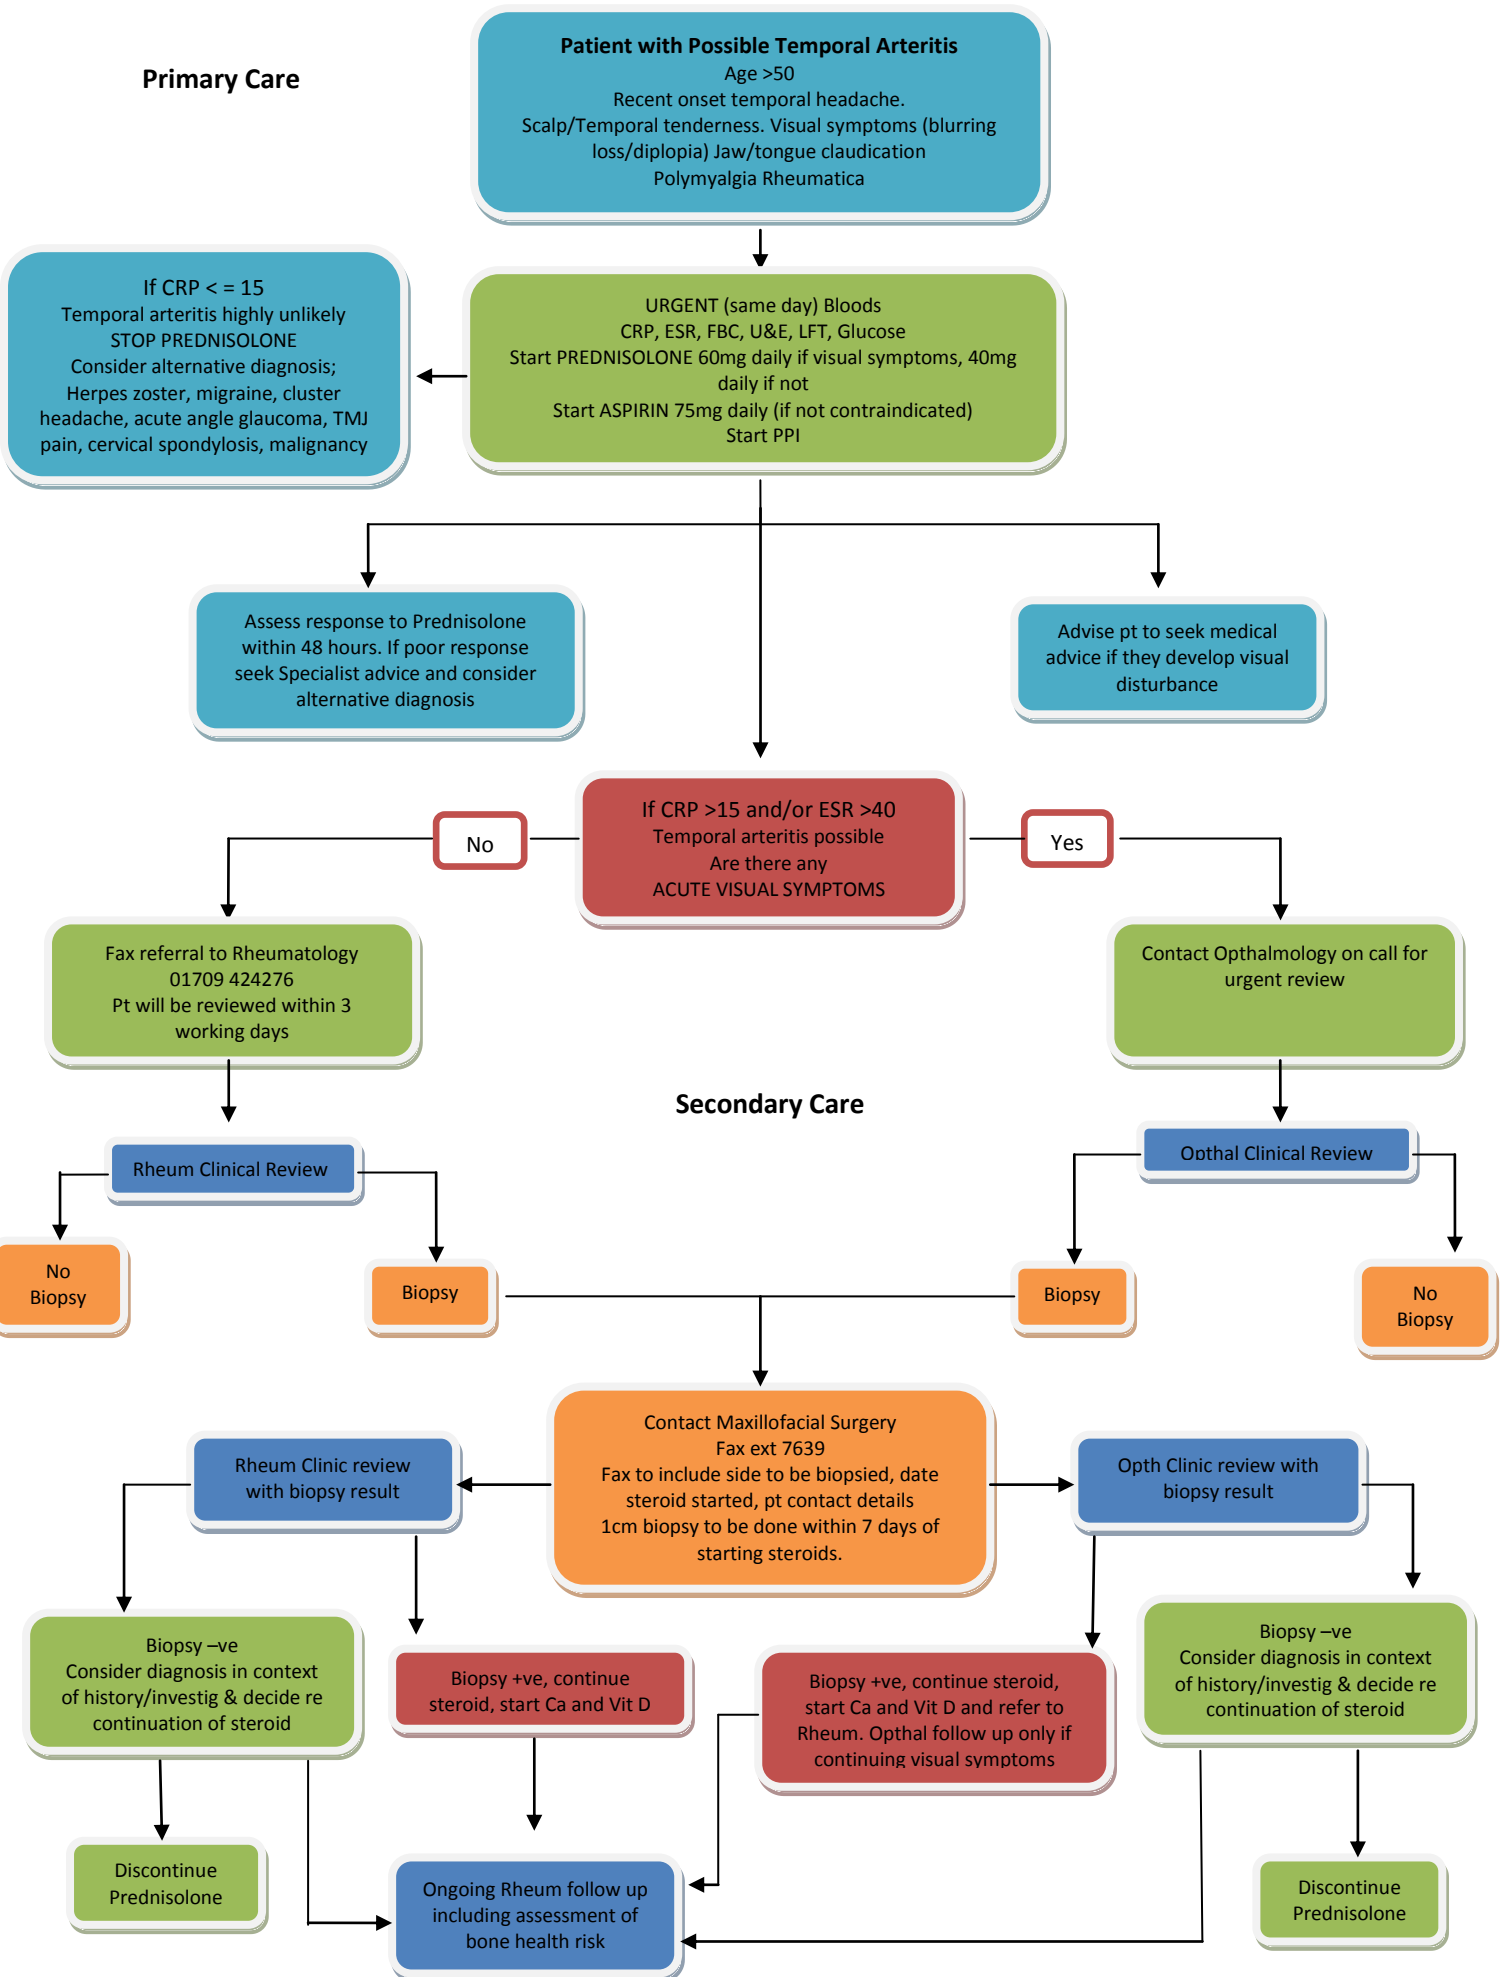 Primary Care
Patient with Possible Temporal Arteritis
Age >50
Recent onset temporal headache.
Scalp/Temporal tenderness. Visual symptoms (blurring
loss/diplopia) Jaw/tongue claudication
Polymyalgia Rheumatica
If CRP < = 15
Temporal arteritis highly unlikely
STOP PREDNISOLONE
Consider alternative diagnosis;
Herpes zoster, migraine, cluster
headache, acute angle glaucoma, TMJ
pain, cervical spondylosis, malignancy
URGENT (same day) Bloods
CRP, ESR, FBC, U&E, LFT, Glucose
Start PREDNISOLONE 60mg daily if visual symptoms, 40mg
daily if not
Start ASPIRIN 75mg daily (if not contraindicated)
Start PPI
Assess response to Prednisolone
within 48 hours. If poor response
seek Specialist advice and consider
alternative diagnosis
Advise pt to seek medical
advice if they develop visual
disturbance
If CRP >15 and/or ESR >40
Temporal arteritis possible
Are there any
ACUTE VISUAL SYMPTOMS
No
Yes
Fax referral to Rheumatology
01709 424276
Pt will be reviewed within 3
working days
Contact Opthalmology on call for
urgent review
Secondary Care
Rheum Clinical Review
Opthal Clinical Review
No
Biopsy
Biopsy
Biopsy
No
Biopsy
Contact Maxillofacial Surgery
Fax ext 7639
Fax to include side to be biopsied, date
steroid started, pt contact details
1cm biopsy to be done within 7 days of
starting steroids.
Rheum Clinic review
with biopsy result
Opth Clinic review with
biopsy result
Biopsy –ve
Consider diagnosis in context
of history/investig & decide re
continuation of steroid
Biopsy +ve, continue
steroid, start Ca and Vit D
Biopsy +ve, continue steroid,
start Ca and Vit D and refer to
Rheum. Opthal follow up only if
continuing visual symptoms
Biopsy –ve
Consider diagnosis in context
of history/investig & decide re
continuation of steroid
Discontinue
Prednisolone
Ongoing Rheum follow up
including assessment of
bone health risk
Discontinue
Prednisolone